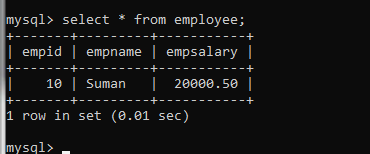 mysql> select * from employee;
+-------+---------+-----------+
| empid | empname | empsalary |
+-------+---------+-----------+
|    10 | Suman   |  20000.50 |
+-------+---------+-----------+
1 row in set (0.01 sec)
mysql> _